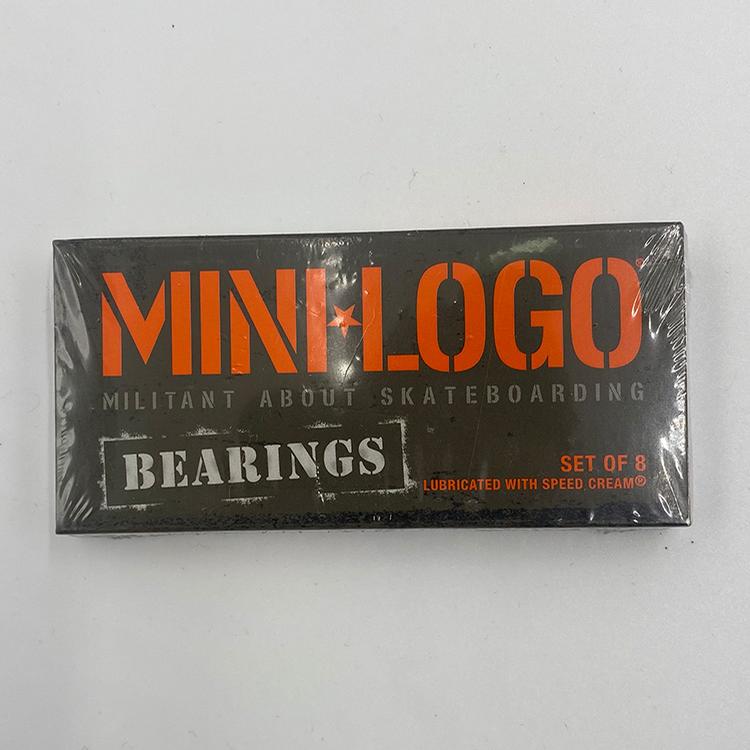 MINI★LOGO®
MILITANT ABOUT SKATEBOARDING
BEARINGS
SET OF 8
LUBRICATED WITH SPEED CREAM®